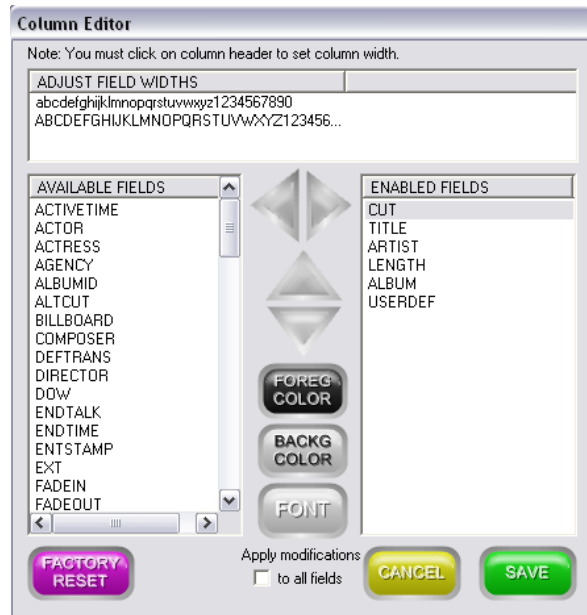 Column Editor
Note: You must click on column header to set column width.
ADJUST FIELD WIDTHS
abcdefghijklmnopqrstuvwxyz1234567890
ABCDEFGHIJKLMNOPQRSTUVWXYZ123456...
AVAILABLE FIELDS
ACTIVETIME
ACTOR
ACTRESS
AGENCY
ALBUMID
ALTCUT
BILLBOARD
COMPOSER
DEFTRANS
DIRECTOR
DOW
ENDTALK
ENDTIME
ENTSTAMP
EXT
FADEIN
FADEOUT
FOREG
COLOR
BACKG
COLOR
FONT
ENABLED FIELDS
CUT
TITLE
ARTIST
LENGTH
ALBUM
USERDEF
FACTORY
RESET
Apply modifications
to all fields
CANCEL
SAVE